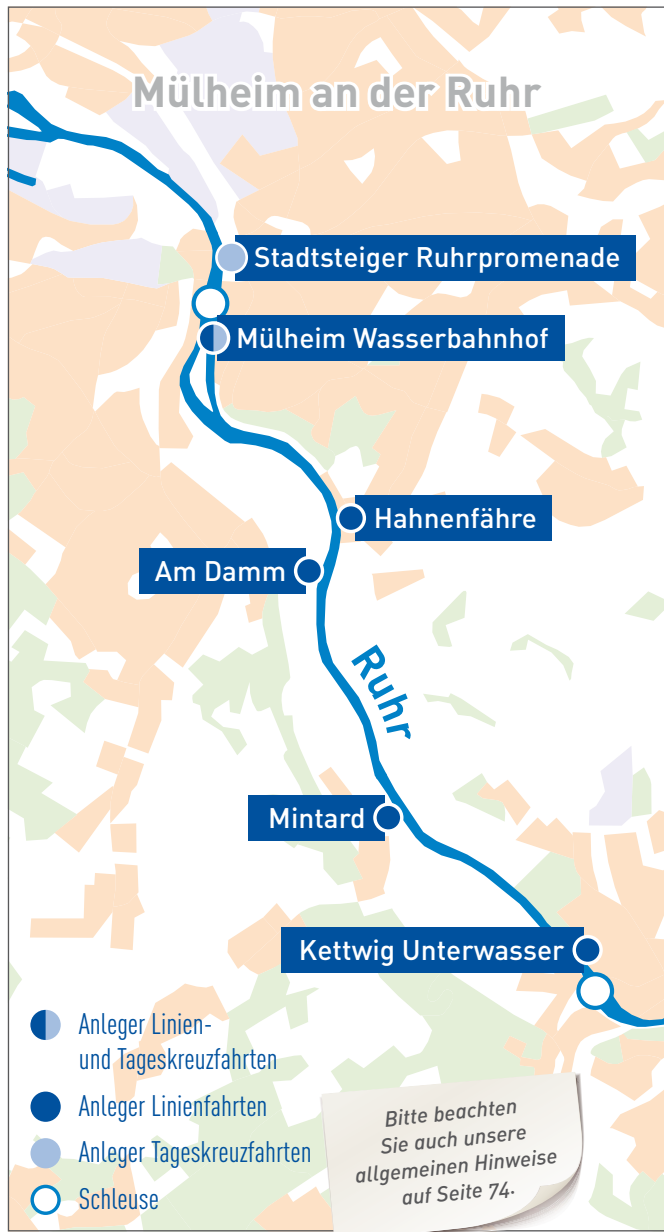 Mülheim an der Ruhr
Stadtsteiger Ruhrpromenade
Mülheim Wasserbahnhof
Hahnenfähre
Am Damm
Ruhr
Mintard
Kettwig Unterwasser
Anleger Linien-
und Tageskreuzfahrten
Anleger Linienfahrten
Anleger Tageskreuzfahrten
Schleuse
Bitte beachten
Sie auch unsere
allgemeinen Hinweise
auf Seite 74.